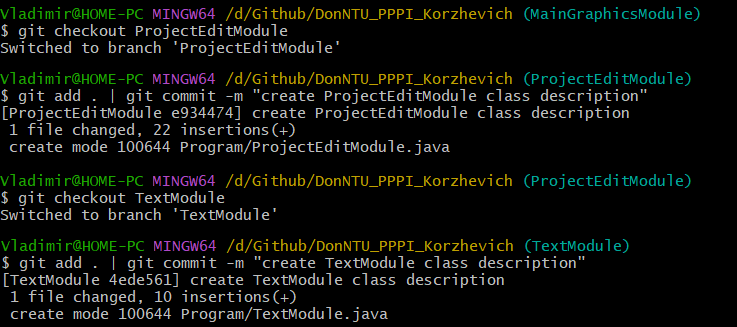 Vladimir@HOME-PC MINGW64 /d/Github/DonNTU_PPPI_Korzhevich (MainGraphicsModule)
$ git checkout ProjectEditModule
Switched to branch 'ProjectEditModule'
Vladimir@HOME-PC MINGW64 /d/Github/DonNTU_PPPI_Korzhevich (ProjectEditModule)
$ git add . | git commit -m "create ProjectEditModule class description"
[ProjectEditModule e934474] create ProjectEditModule class description
1 file changed, 22 insertions(+)
create mode 100644 Program/ProjectEditModule.java
Vladimir@HOME-PC MINGW64 /d/Github/DonNTU_PPPI_Korzhevich (ProjectEditModule)
$ git checkout TextModule
Switched to branch 'TextModule'
Vladimir@HOME-PC MINGW64 /d/Github/DonNTU_PPPI_Korzhevich (TextModule)
$ git add . | git commit -m "create TextModule class description"
[TextModule 4ede561] create TextModule class description
1 file changed, 10 insertions(+)
create mode 100644 Program/TextModule.java